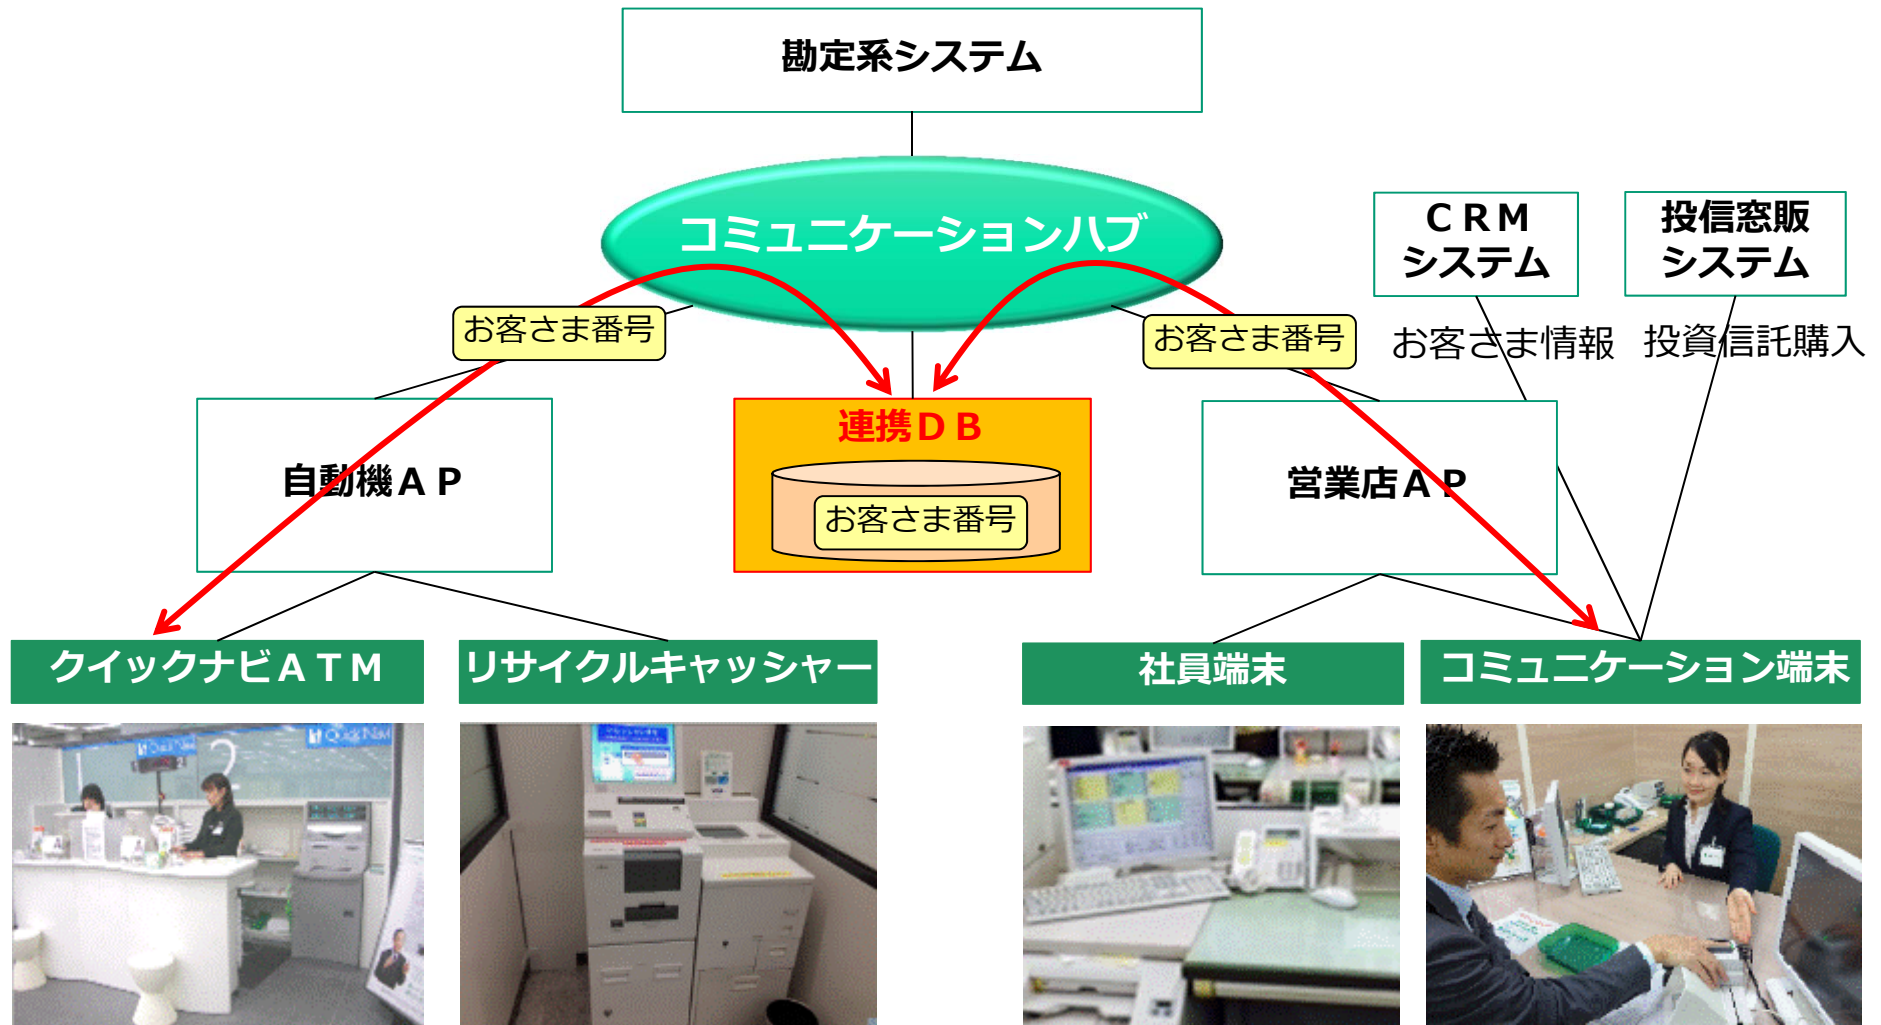 勘定系システム
コミュニケーションハブ
ＣＲＭ
システム
投信窓販
システム
お客さま番号
お客さま番号
お客さま情報
投資信託購入
連携ＤＢ
お客さま番号
自動機ＡＰ
営業店ＡＰ
クイックナビＡＴＭ
リサイクルキャッシャー
社員端末
コミュニケーション端末
Quick Navi
Quick Navi